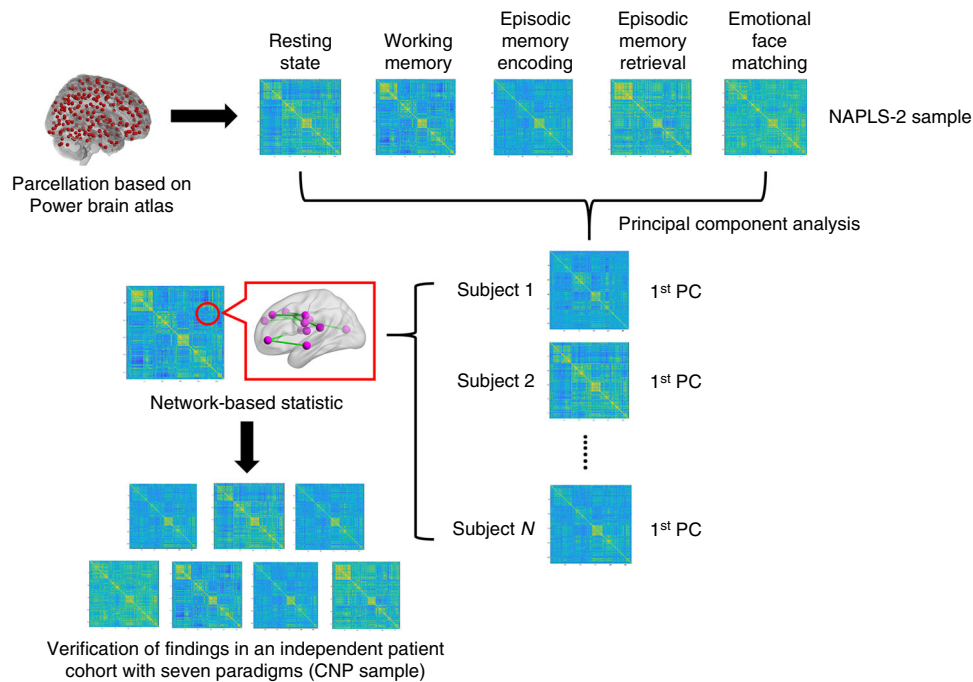 Resting
state
Working
memory
Episodic
memory
encoding
Episodic
memory
retrieval
Emotional
face
matching
NAPLS-2 sample
Parcellation based on
Power brain atlas
Principal component analysis
Subject 1
1st PC
Subject 2
1st PC
Subject N
1st PC
Network-based statistic
Verification of findings in an independent patient
cohort with seven paradigms (CNP sample)